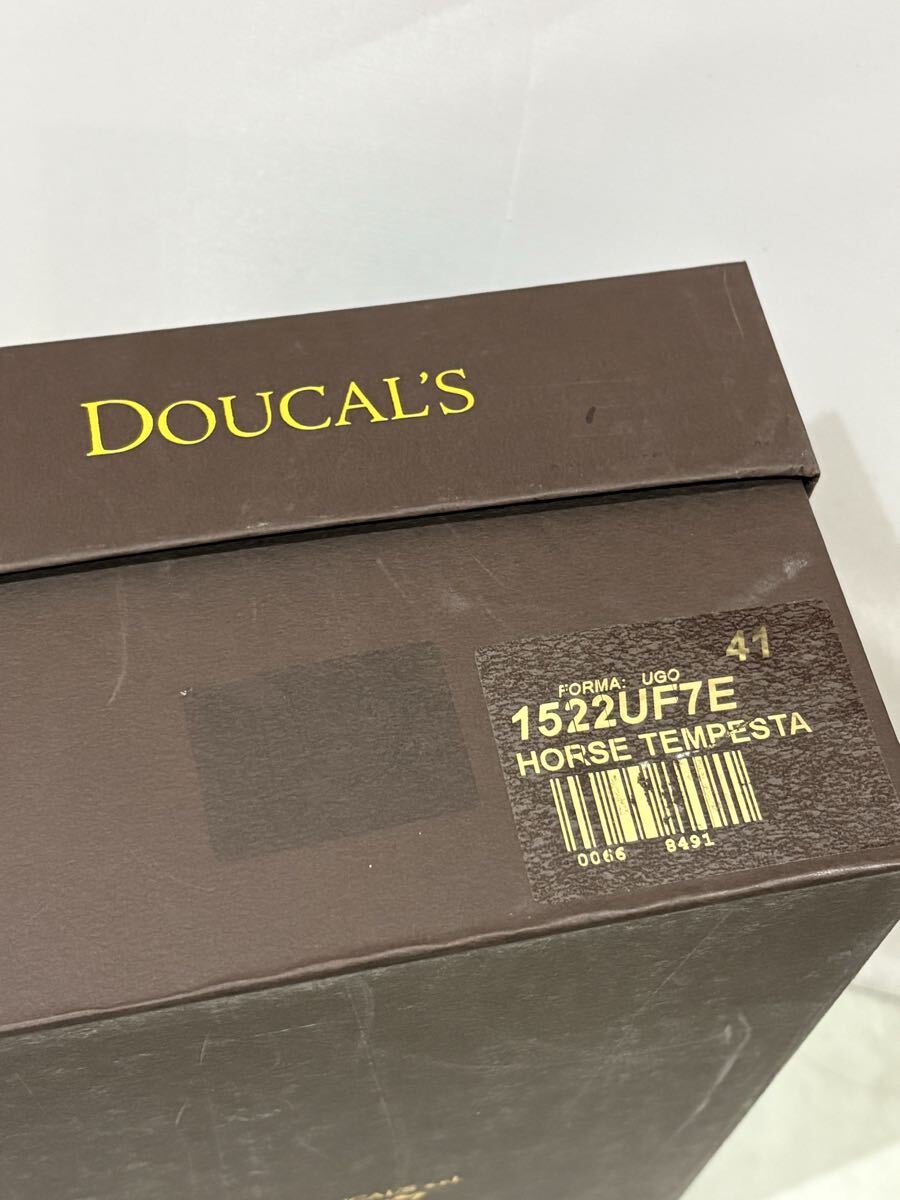 DOUCAL'S
41
FORMA: UGO
1522UF7E
HORSE TEMPESTA
0066 8491